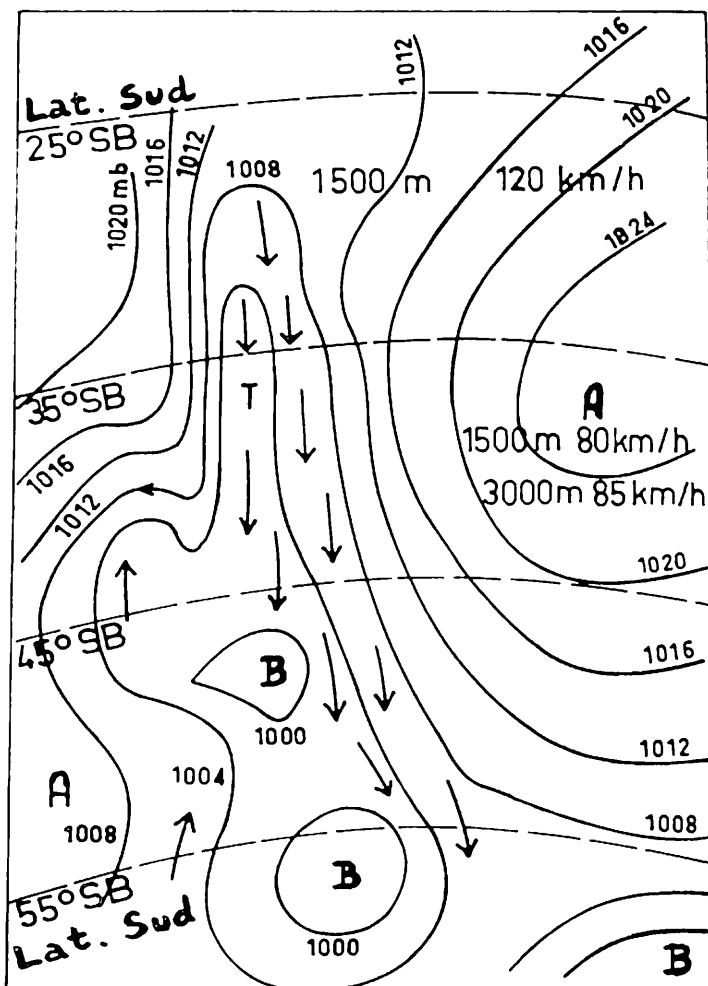 1012
1016
Lat. Sud
25° SB
1020 mb
1016
1012
1008
1500 m
120 km/h
1020
1824
35° SB
T
A
1500m 80km/h
3000m 85km/h
1016
1012
1020
45° SB
B
1000
1016
1004
1012
A
1008
1008
55° SB
Lat. Sud
B
1000
B